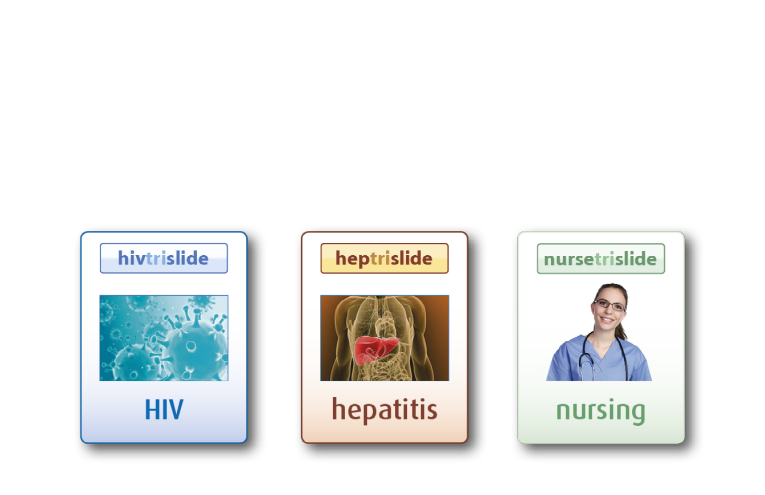 hivtrislide
HIV
heptrislide
hepatitis
nursetrislide
nursing